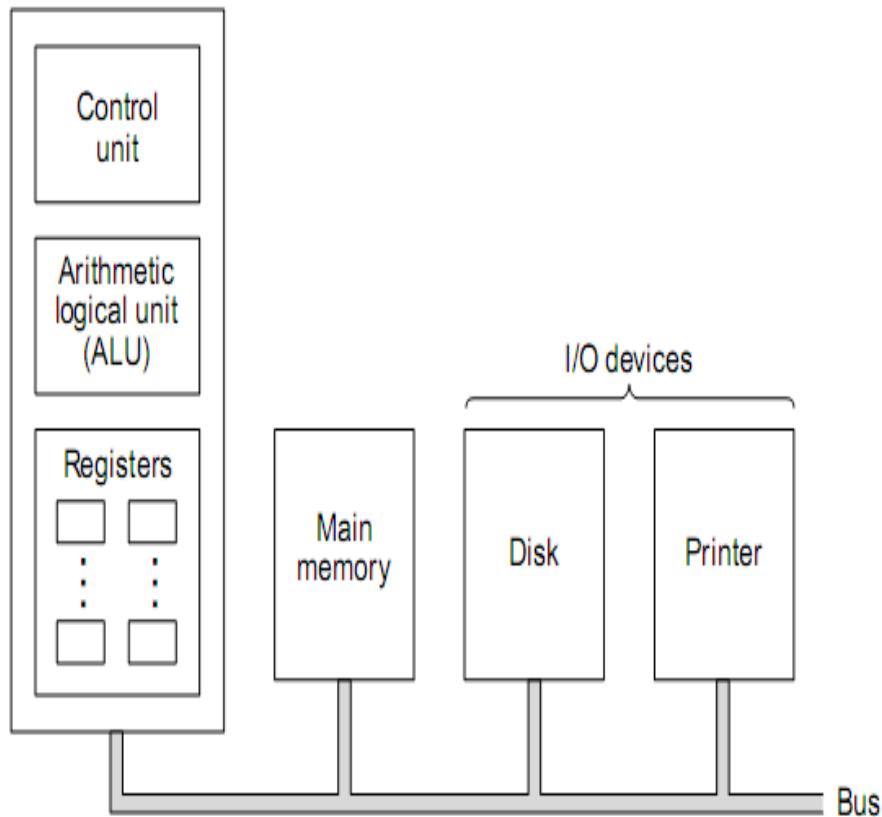 Control
unit
Arithmetic
logical unit
(ALU)
Registers
I/O devices
Main
memory
Disk
Printer
Bus